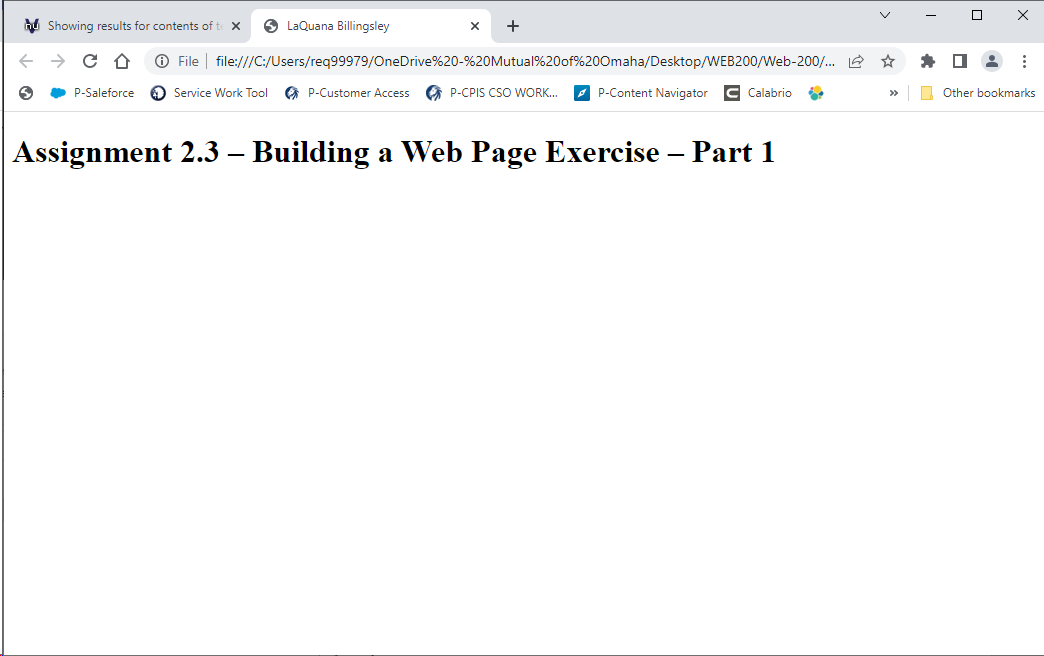 Showing results for contents of t
LaQuana Billingsley
File file:///C:/Users/req99979/OneDrive%20-%20Mutual%20of%20Omaha/Desktop/WEB200/Web-200/...
P-Saleforce Service Work Tool P-Customer Access P-CPIS CSO WORK... P-Content Navigator Calabrio » Other bookmarks
Assignment 2.3 – Building a Web Page Exercise – Part 1